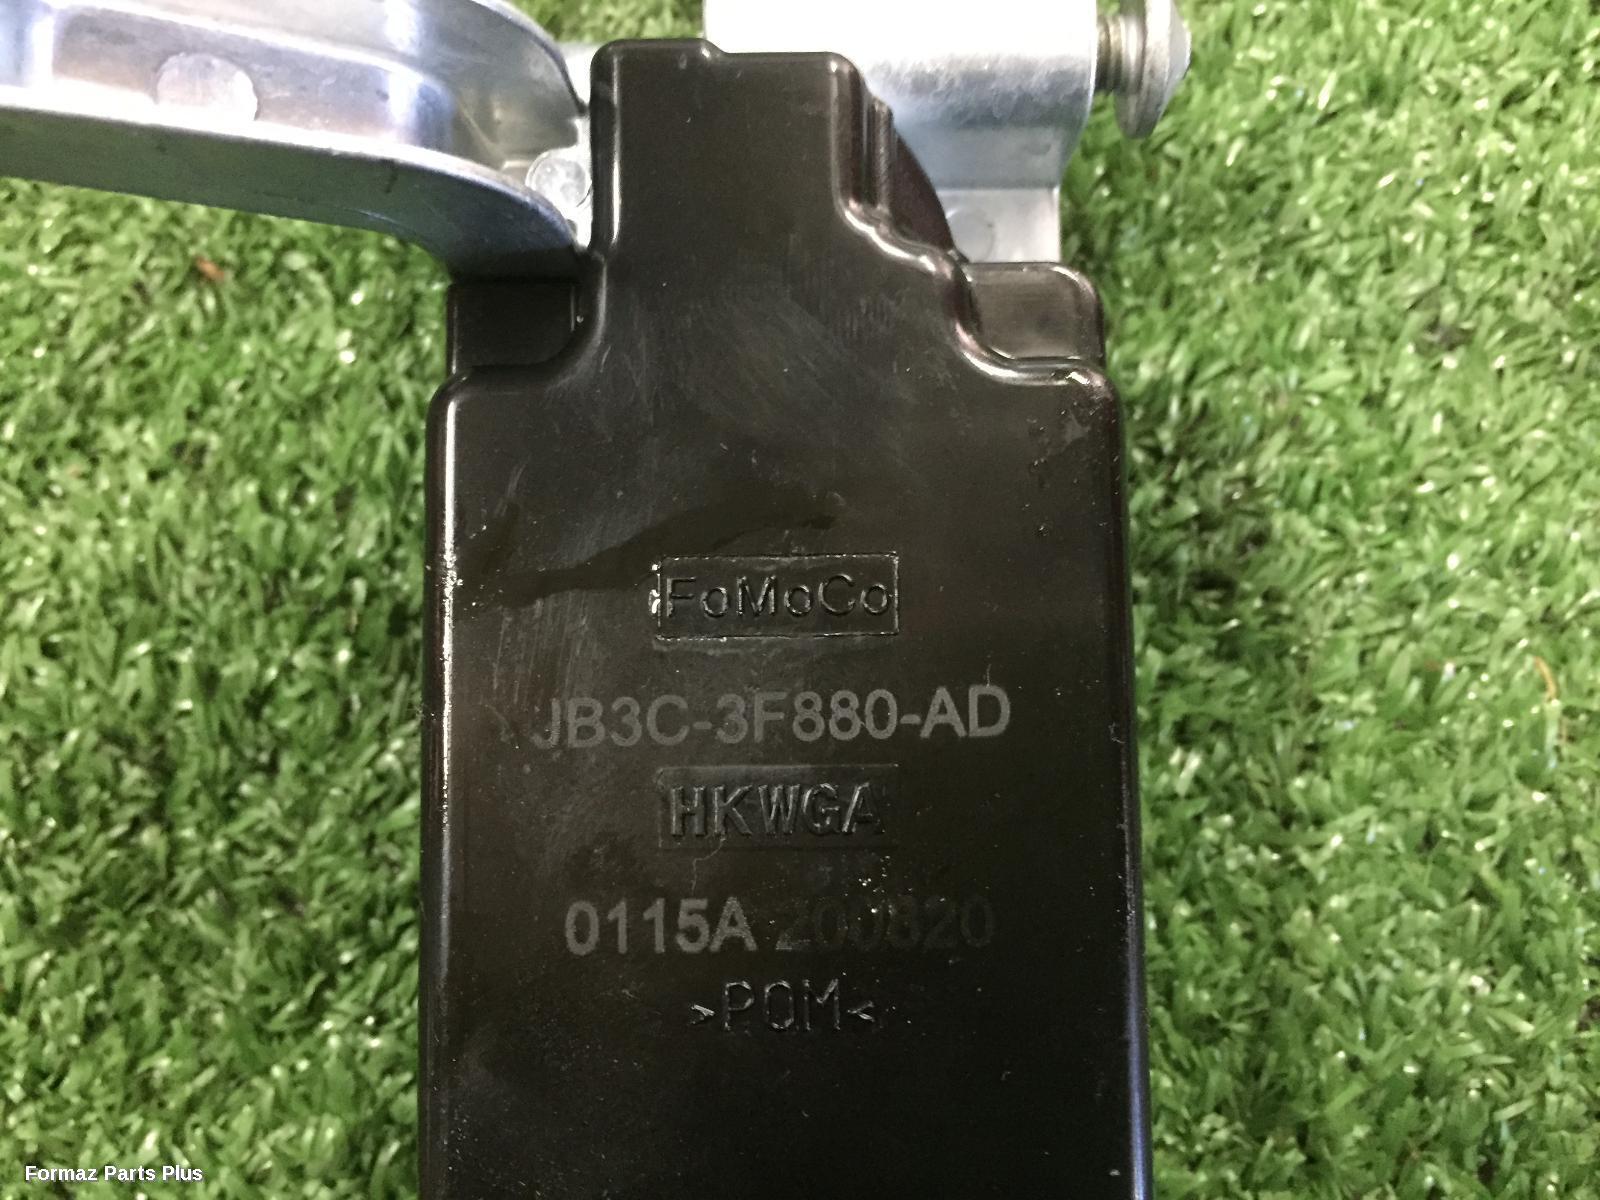 FoMoCo
JB3C-3F880-AD
HKWGA
0115A 200820
>POM<
Formaz Parts Plus